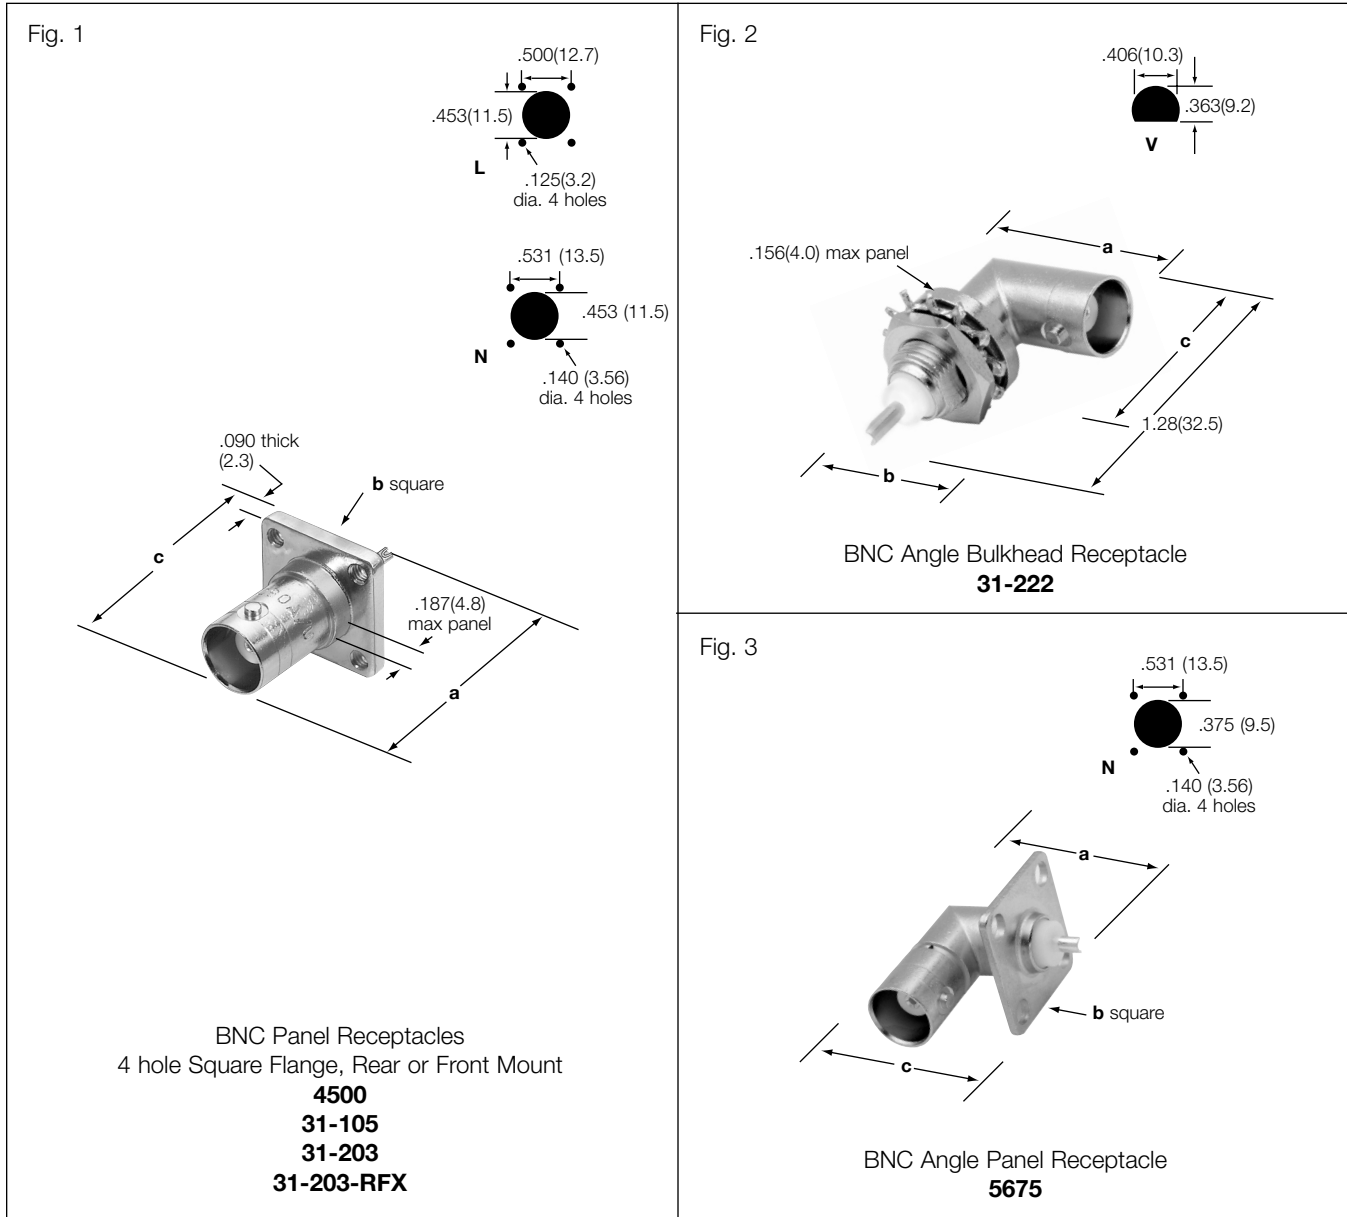 Fig. 1
.500(12.7)
.453(11.5)
L
.125(3.2)
dia. 4 holes
.531 (13.5)
.453 (11.5)
N
.140 (3.56)
dia. 4 holes
.090 thick
(2.3)
b square
c
.187(4.8)
max panel
a
BNC Panel Receptacles
4 hole Square Flange, Rear or Front Mount
4500
31-105
31-203
31-203-RFX
Fig. 2
.406(10.3)
.363(9.2)
V
.156(4.0) max panel
a
c
1.28(32.5)
b
BNC Angle Bulkhead Receptacle
31-222
Fig. 3
.531 (13.5)
.375 (9.5)
N
.140 (3.56)
dia. 4 holes
a
b square
c
BNC Angle Panel Receptacle
5675